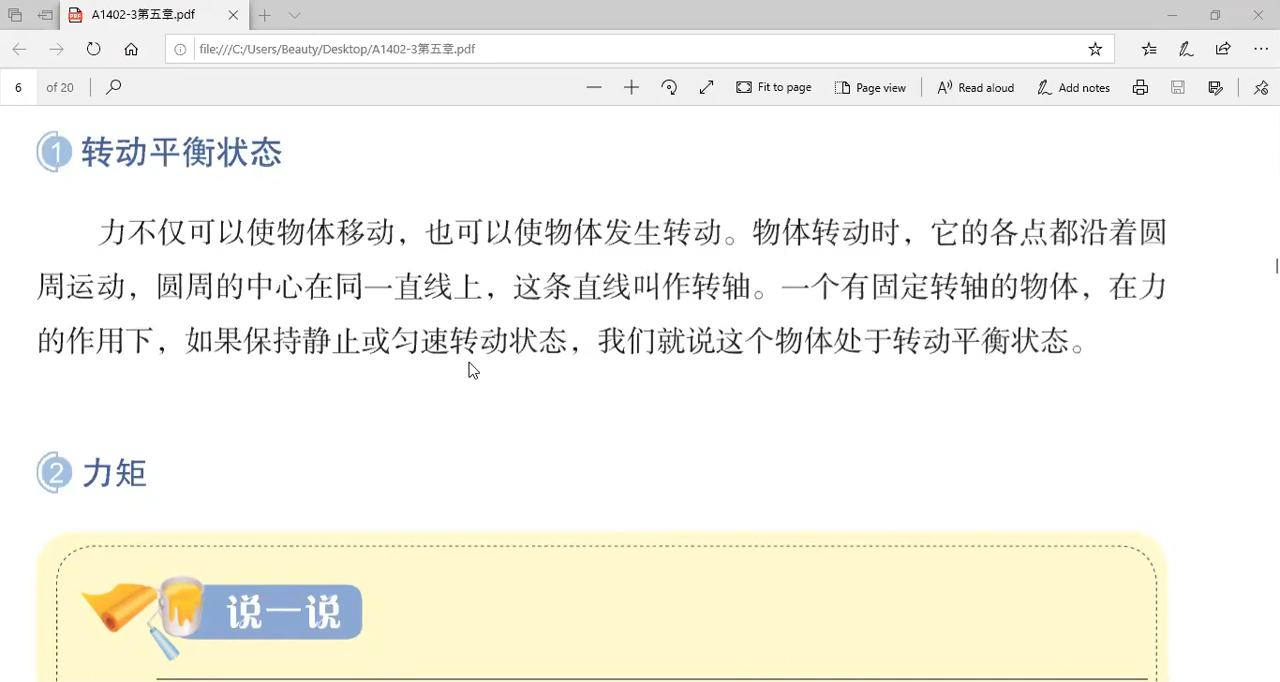 A1402-3第五章.pdf
file:///C:/Users/Beauty/Desktop/A1402-3第五章.pdf
6 of 20 Fit to page Page view Read aloud Add notes
1 转动平衡状态
力不仅可以使物体移动，也可以使物体发生转动。物体转动时，它的各点都沿着圆
周运动，圆周的中心在同一直线上，这条直线叫作转轴。一个有固定转轴的物体，在力
的作用下，如果保持静止或匀速转动状态，我们就说这个物体处于转动平衡状态。
2 力矩
说一说